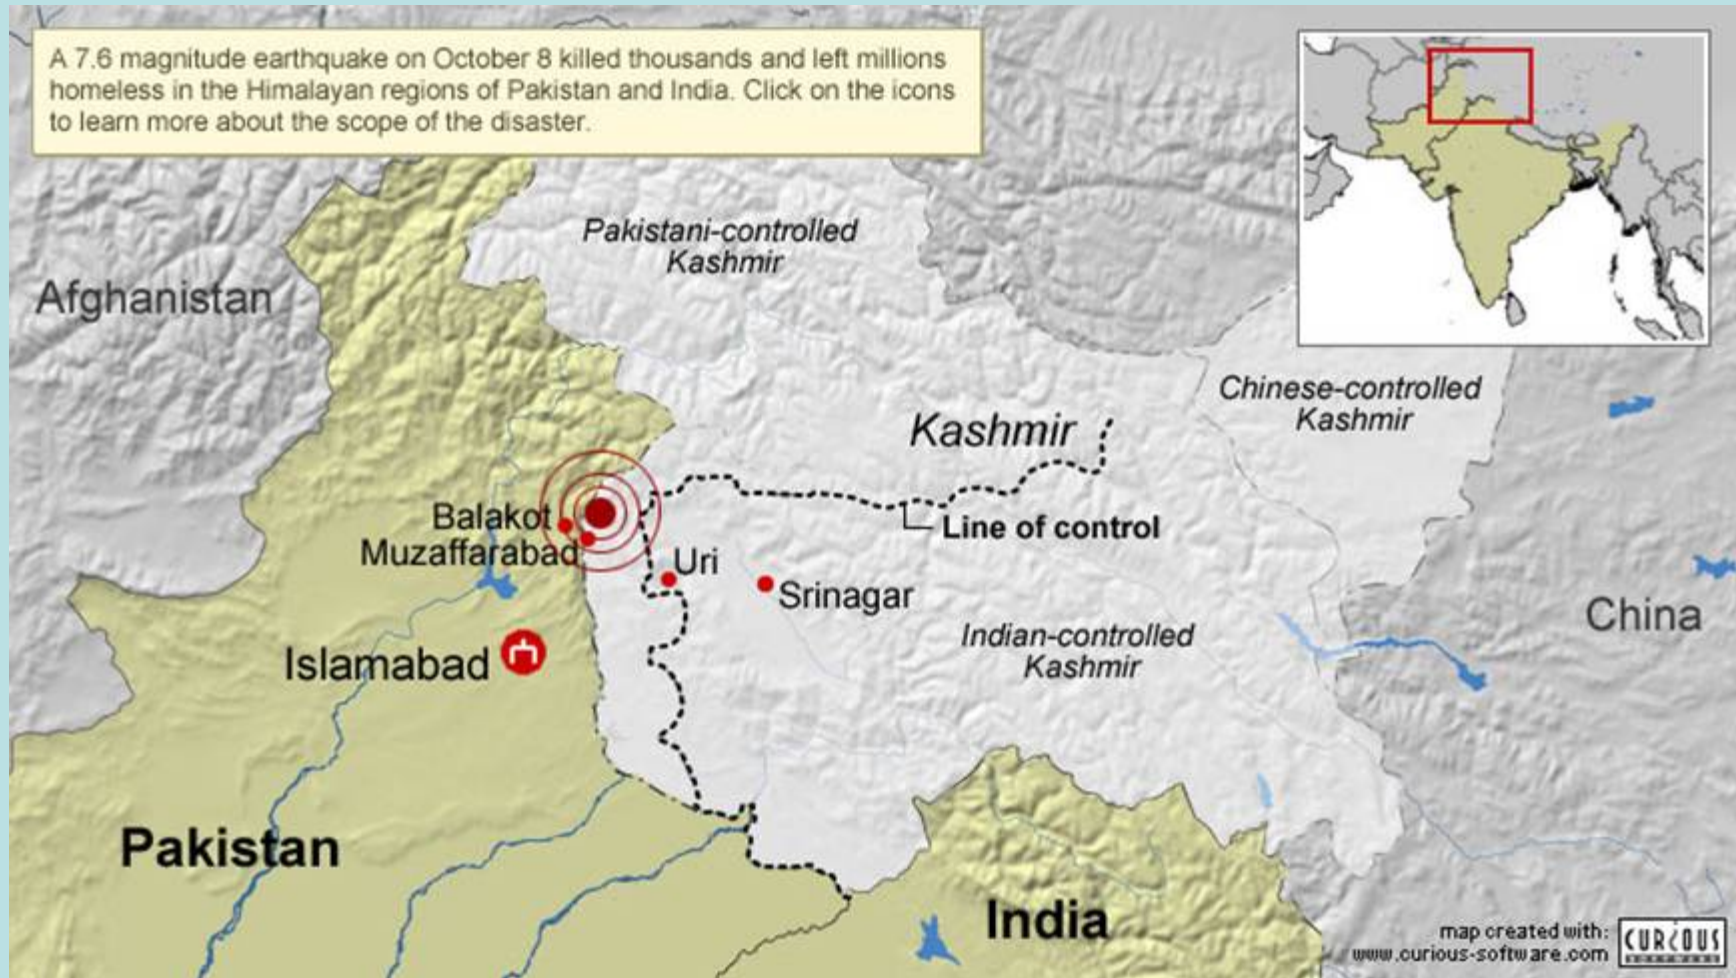 A 7.6 magnitude earthquake on October 8 killed thousands and left millions
homeless in the Himalayan regions of Pakistan and India. Click on the icons
to learn more about the scope of the disaster.
Pakistani-controlled
Kashmir
Afghanistan
Chinese-controlled
Kashmir
Kashmir
Balakot
Line of control
Muzaffarabad
Uri
Srinagar
China
Indian-controlled
Kashmir
Islamabad
Pakistan
India
map created with:
www.curious-software.com
CURIOUS
SOFTWARE